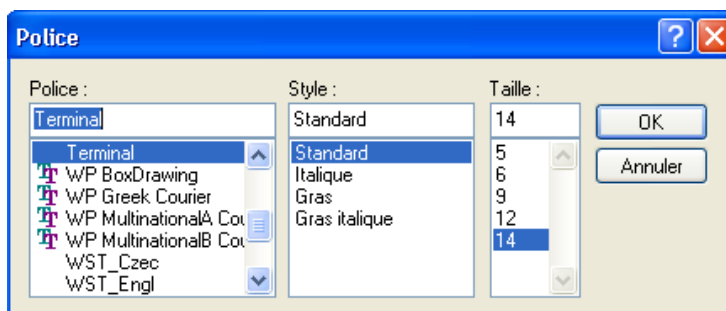 Police
Police :
Style :
Taille :
Terminal
Standard
14
OK
Annuler
Terminal
WP BoxDrawing
WP Greek Courier
WP MultinationalA Cou
WP MultinationalB Cou
WST_Czec
WST_Engl
Standard
Italique
Gras
Gras italique
5
6
9
12
14